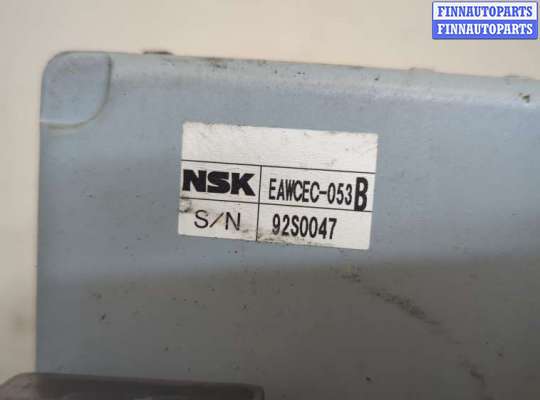 FINNAUTOPARTS
FINNAUTOPARTS
NSK EAWCEC-053B
S/N 92S0047